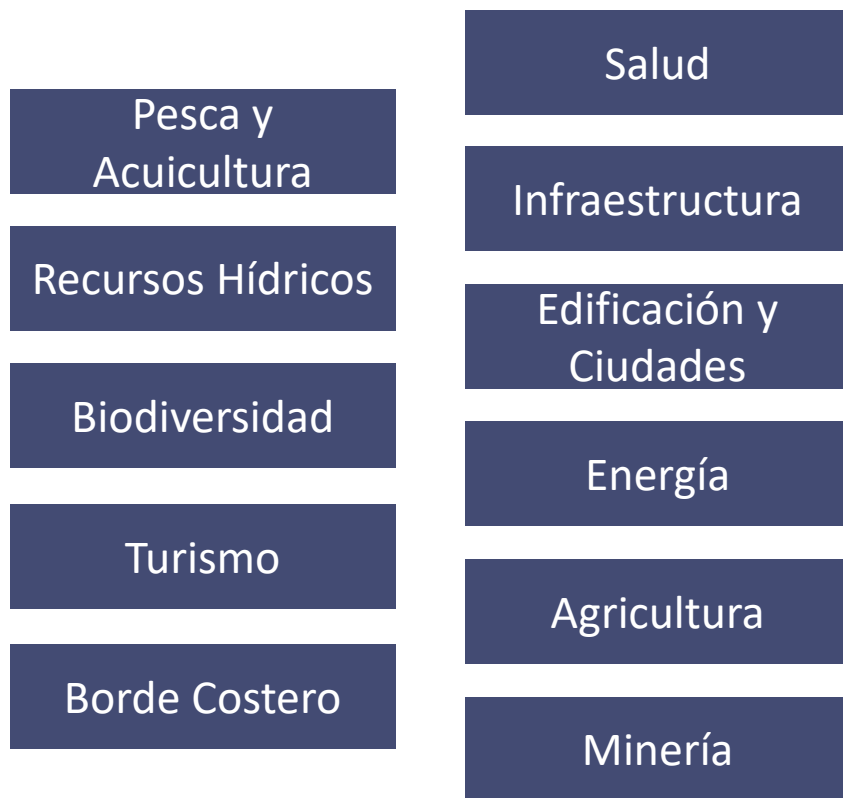 Pesca y
Acuicultura
Recursos Hídricos
Biodiversidad
Turismo
Borde Costero
Salud
Infraestructura
Edificación y
Ciudades
Energía
Agricultura
Minería